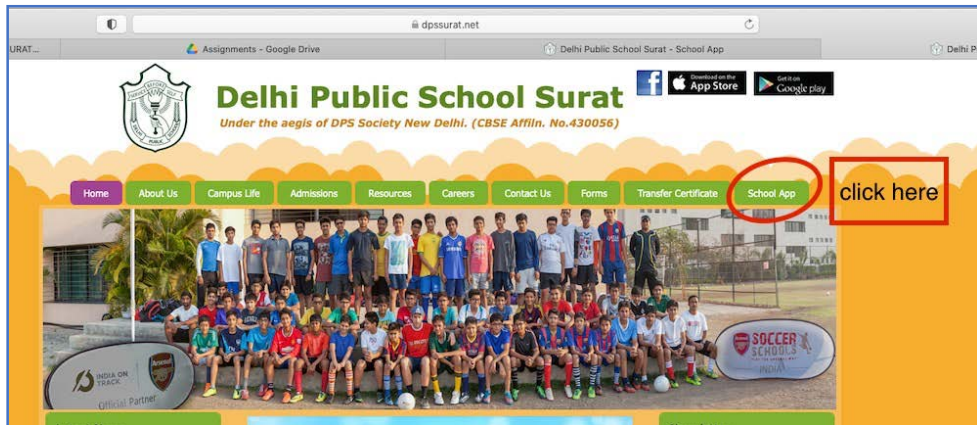 dpssurat.net
URAT...
Assignments - Google Drive
Delhi Public School Surat - School App
Delhi P
Delhi Public School Surat
Under the aegis of DPS Society New Delhi. (CBSE Affiln. No.430056)
Download on the
App Store
Get it on
Google play
Home
About Us
Campus Life
Admissions
Resources
Careers
Contact Us
Forms
Transfer Certificate
School App
click here
INDIA ON
TRACK
Official Partner
Arsenal
SOCCER
SCHOOLS
INDIA